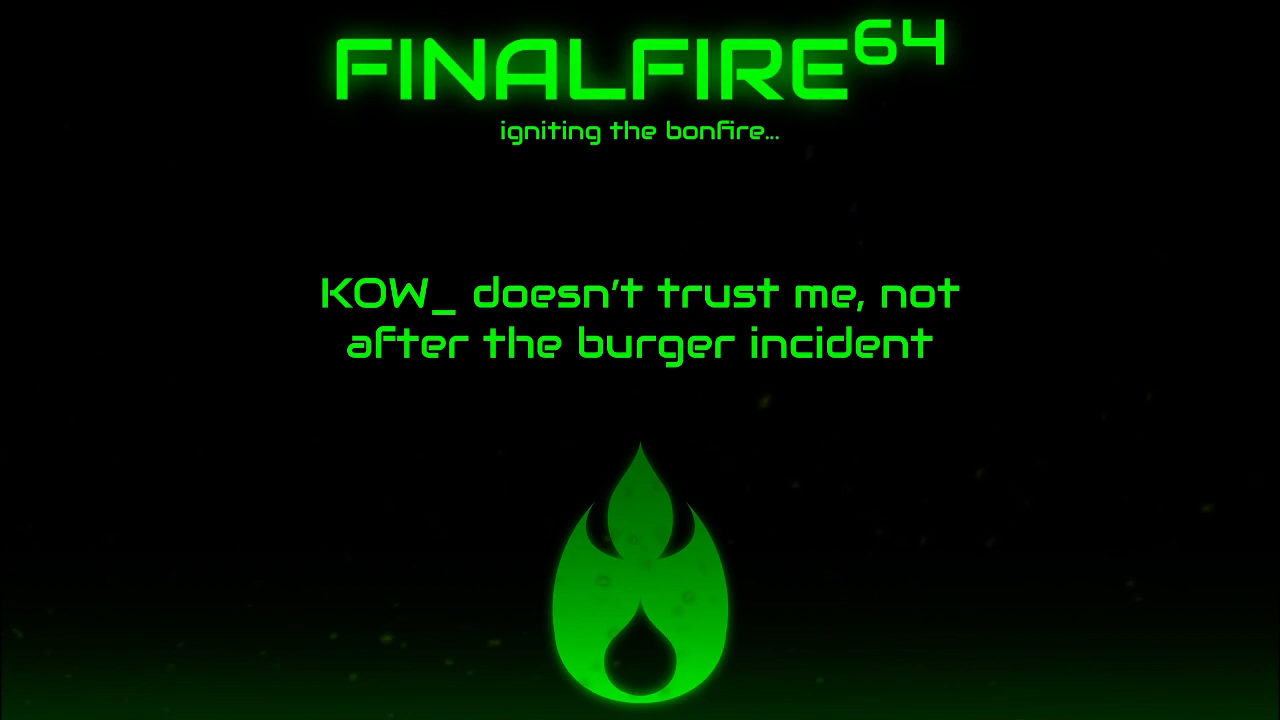 FINALFIRE64
igniting the bonfire...
KOW_ doesn't trust me, not
after the burger incident